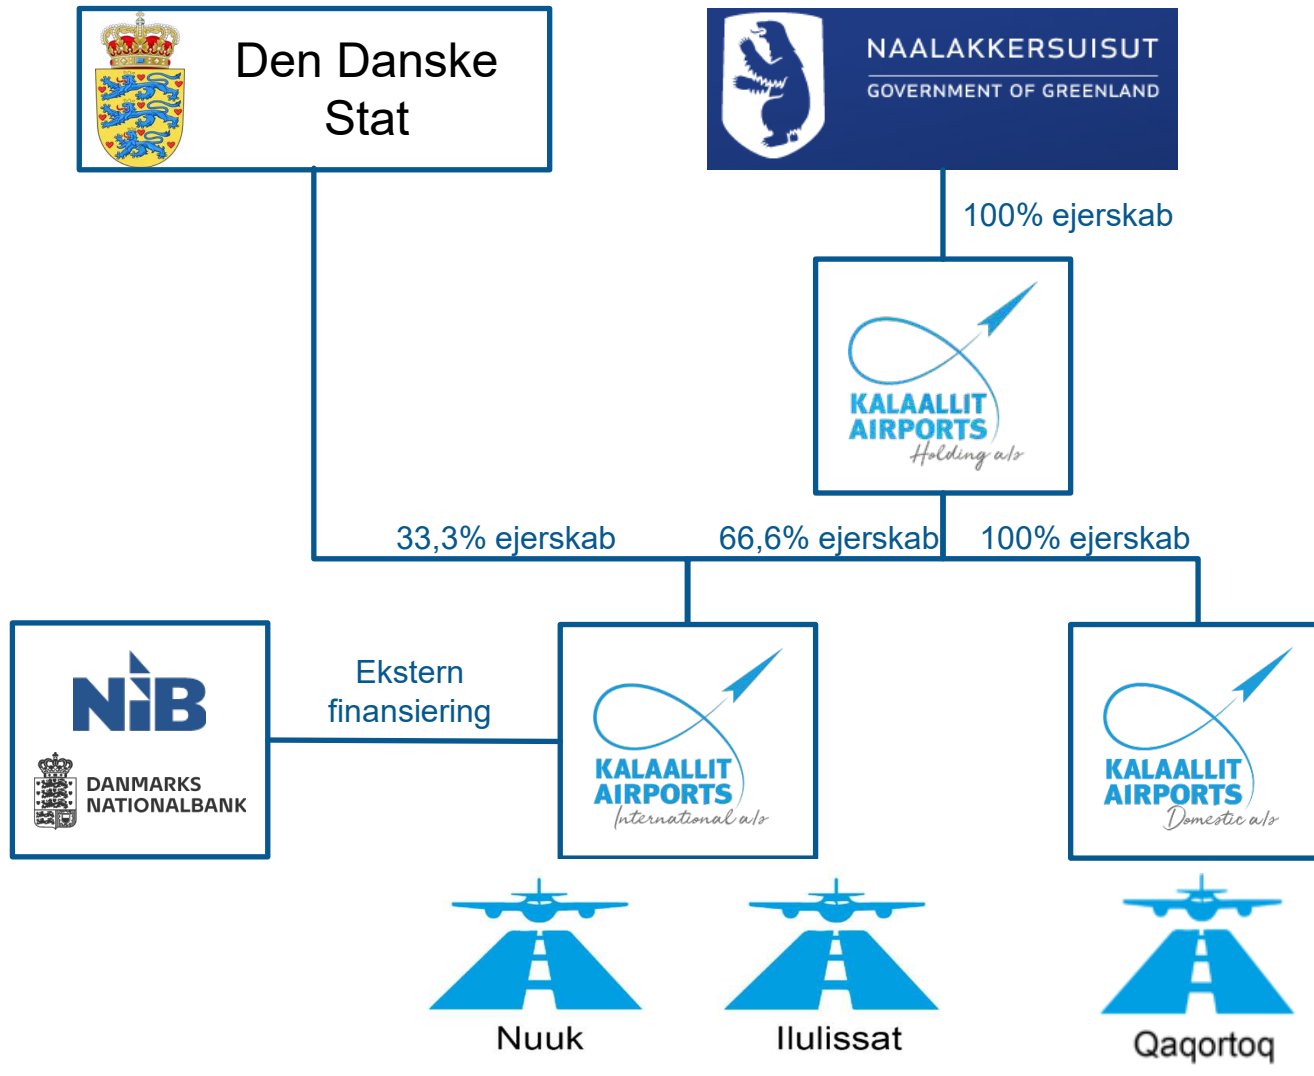 Den Danske
Stat
NAALAKKERSUISUT
GOVERNMENT OF GREENLAND
100% ejerskab
KALAALLIT
AIRPORTS
Holding a/s
33,3% ejerskab
66,6% ejerskab
100% ejerskab
NIB
DANMARKS
NATIONALBANK
Ekstern
finansiering
KALAALLIT
AIRPORTS
International a/s
KALAALLIT
AIRPORTS
Domestic a/s
Nuuk
Ilulissat
Qaqortoq